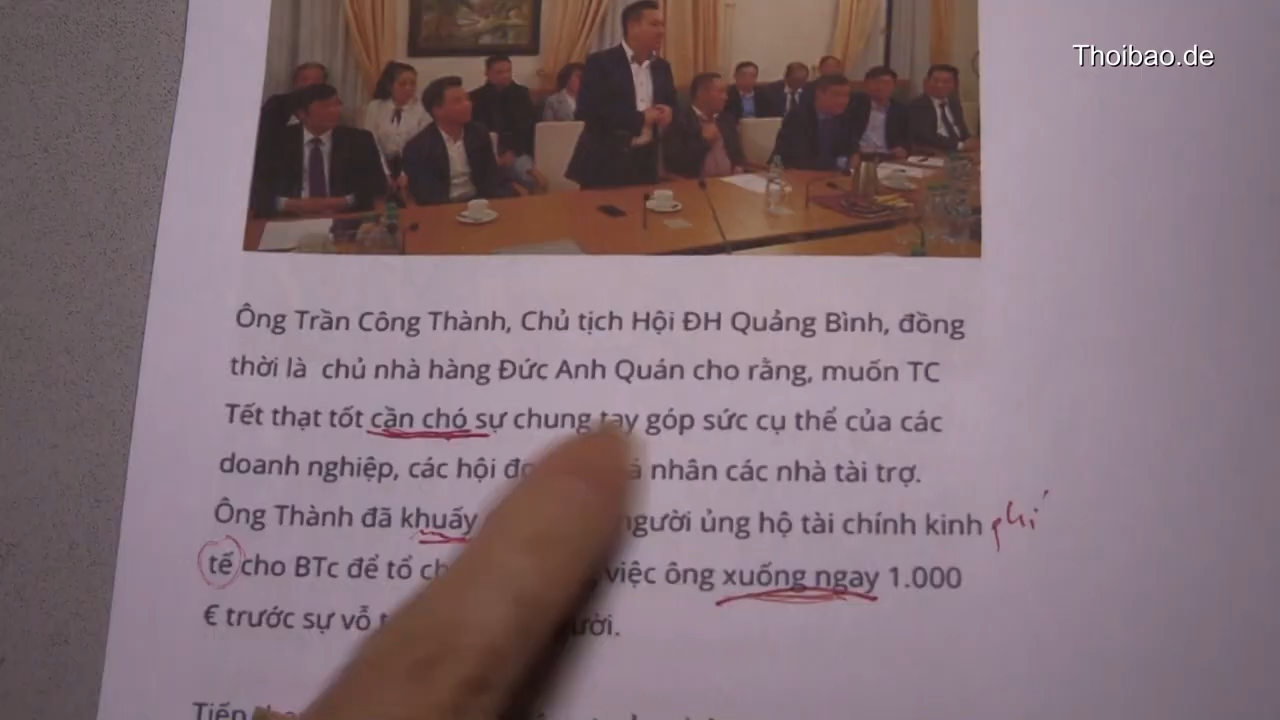 Thoibao.de
Ông Trần Công Thành, Chủ tịch Hội ĐH Quảng Bình, đồng
thời là chủ nhà hàng Đức Anh Quán cho rằng, muốn TC
Tết thạt tốt cần chó sự chung tay góp sức cụ thể của các
doanh nghiệp, các hội nhân các nhà tài trợ.
Ông Thành đã khuấy người ủng hộ tài chính kinh phí
tế cho BTc để tổ việc ông xuống ngay 1.000
€ trước sự vỗ
Tiến